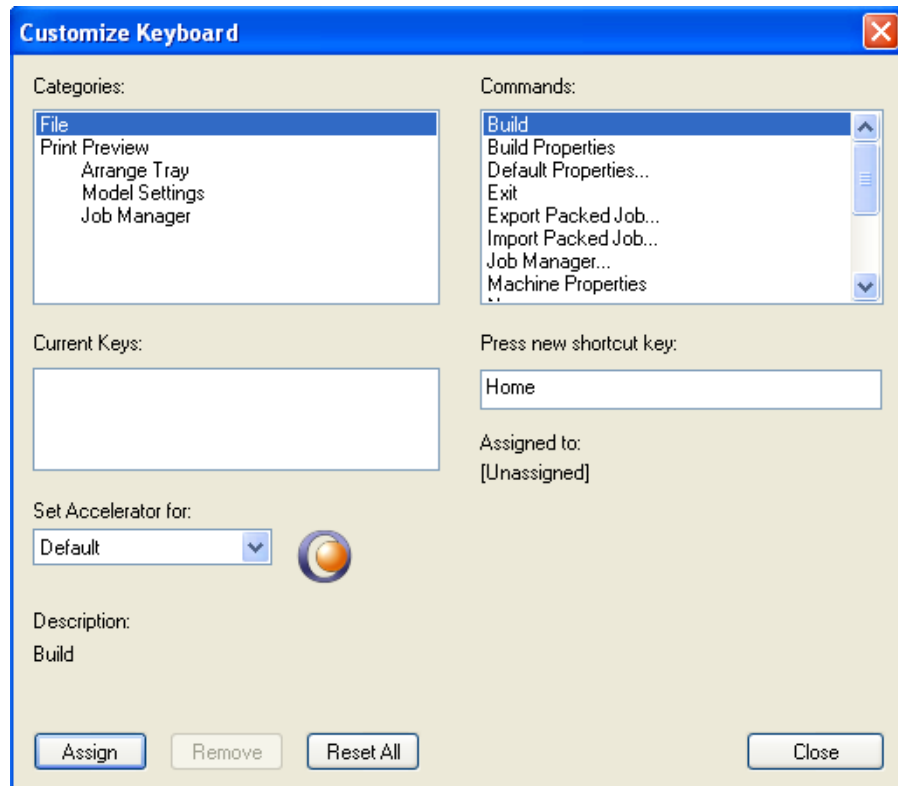 Customize Keyboard
Categories:
File
Print Preview
Arrange Tray
Model Settings
Job Manager
Commands:
Build
Build Properties
Default Properties...
Exit
Export Packed Job...
Import Packed Job...
Job Manager...
Machine Properties
Current Keys:
Press new shortcut key:
Home
Assigned to:
[Unassigned]
Set Accelerator for:
Default
Description:
Build
Assign
Remove
Reset All
Close